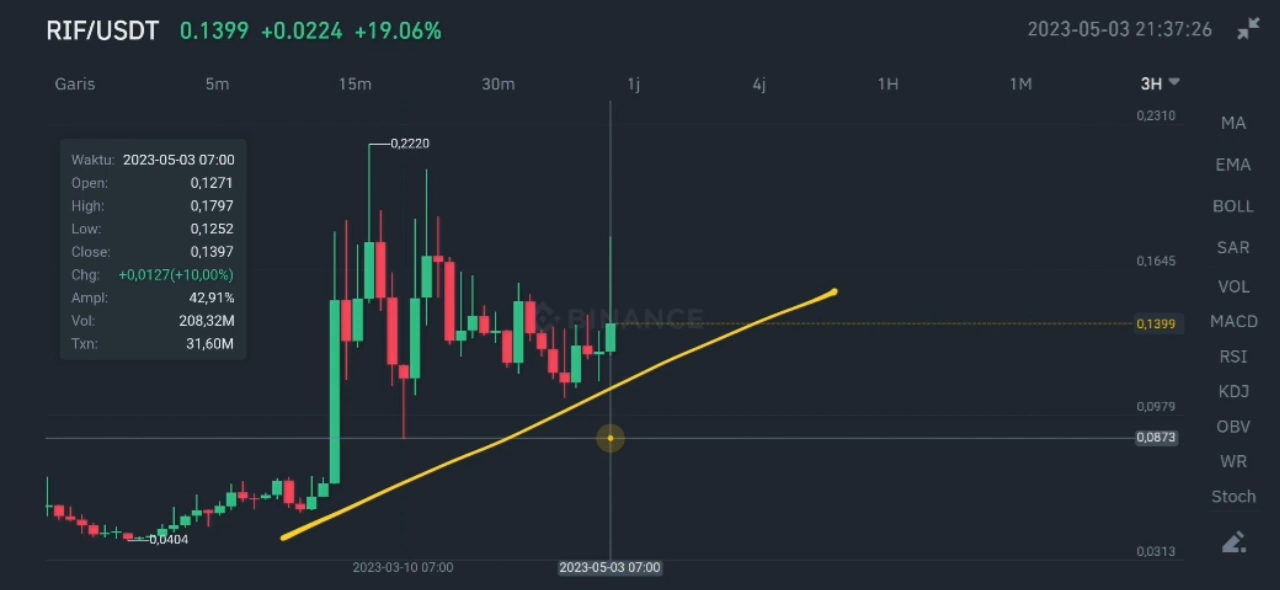 RIF/USDT 0.1399 +0.0224 +19.06% 2023-05-03 21:37:26
Garis 5m 15m 30m 1j 4j 1H 1M 3H
0,2310
MA
0,2220
Waktu: 2023-05-03 07:00
EMA
Open: 0,1271
High: 0,1797
BOLL
Low: 0,1252
Close: 0,1397
SAR
0,1645
Chg: +0,0127(+10,00%)
Ampl: 42,91%
VOL
Vol: 208,32M
BINANCE
0,1399
MACD
Txn: 31,60M
RSI
KDJ
0,0979
OBV
0,0873
WR
Stoch
0,0404
0,0313
2023-03-10 07:00
2023-05-03 07:00